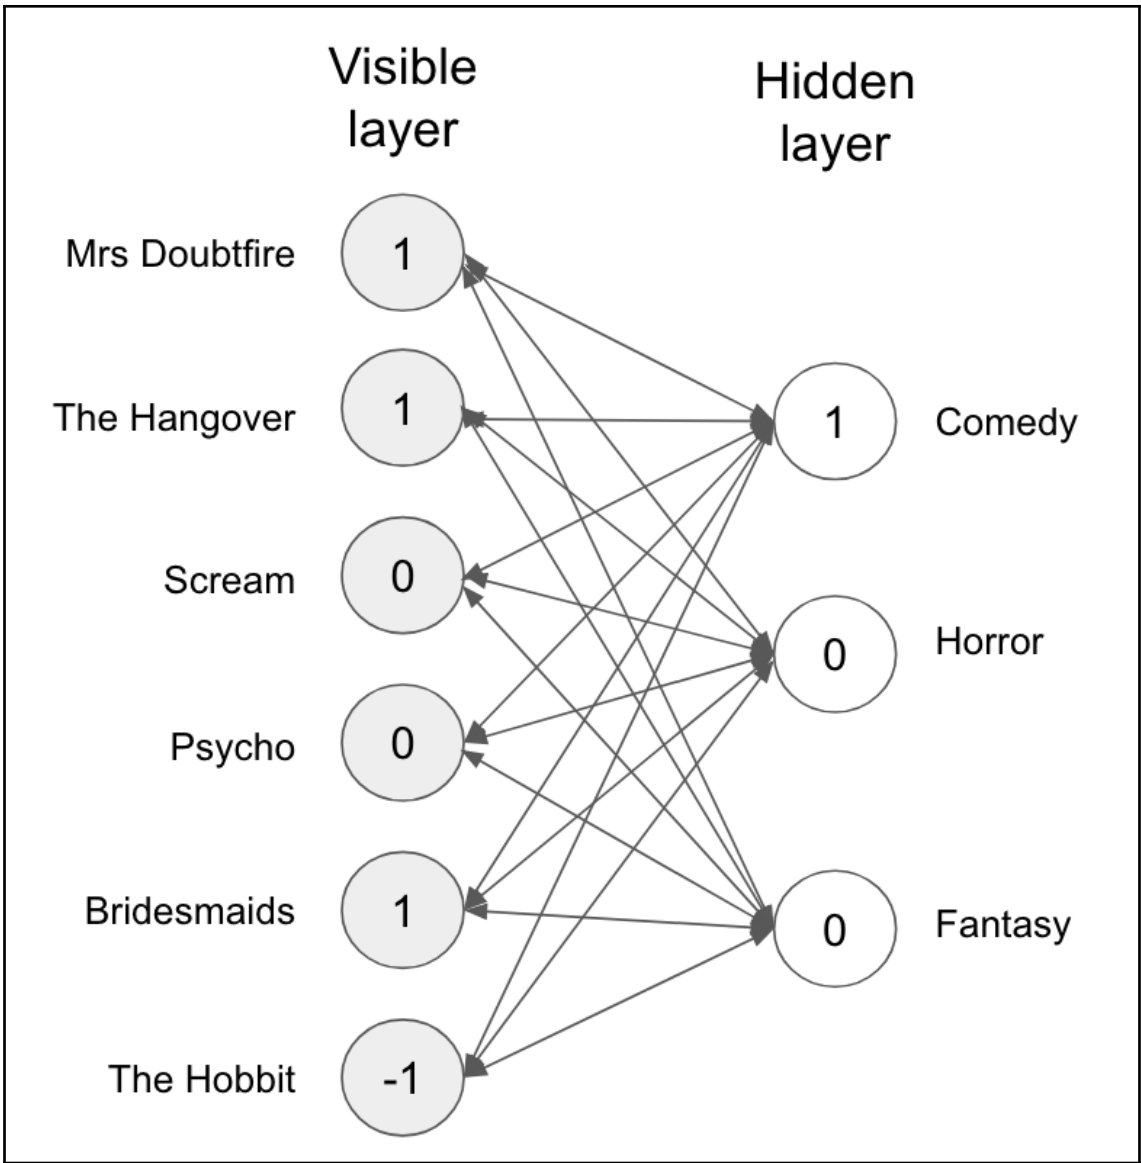 Visible
layer
Hidden
layer
Mrs Doubtfire
1
The Hangover
1
1
Comedy
Scream
0
0
Horror
Psycho
0
Bridesmaids
1
0
Fantasy
The Hobbit
-1